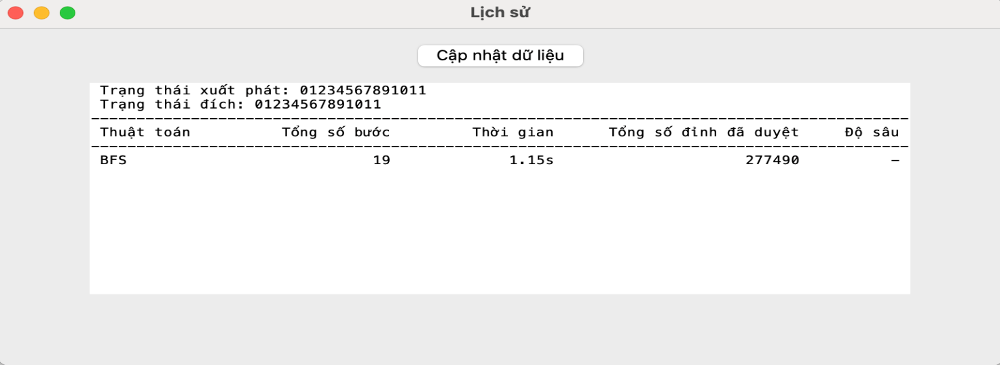 Lịch sử
Cập nhật dữ liệu
Trạng thái xuất phát: 01234567891011
Trạng thái đích: 01234567891011
------------------------------------------------------------------------------------------
Thuật toán Tổng số bước Thời gian Tổng số đỉnh đã duyệt Độ sâu
------------------------------------------------------------------------------------------
BFS 19 1.15s 277490 –